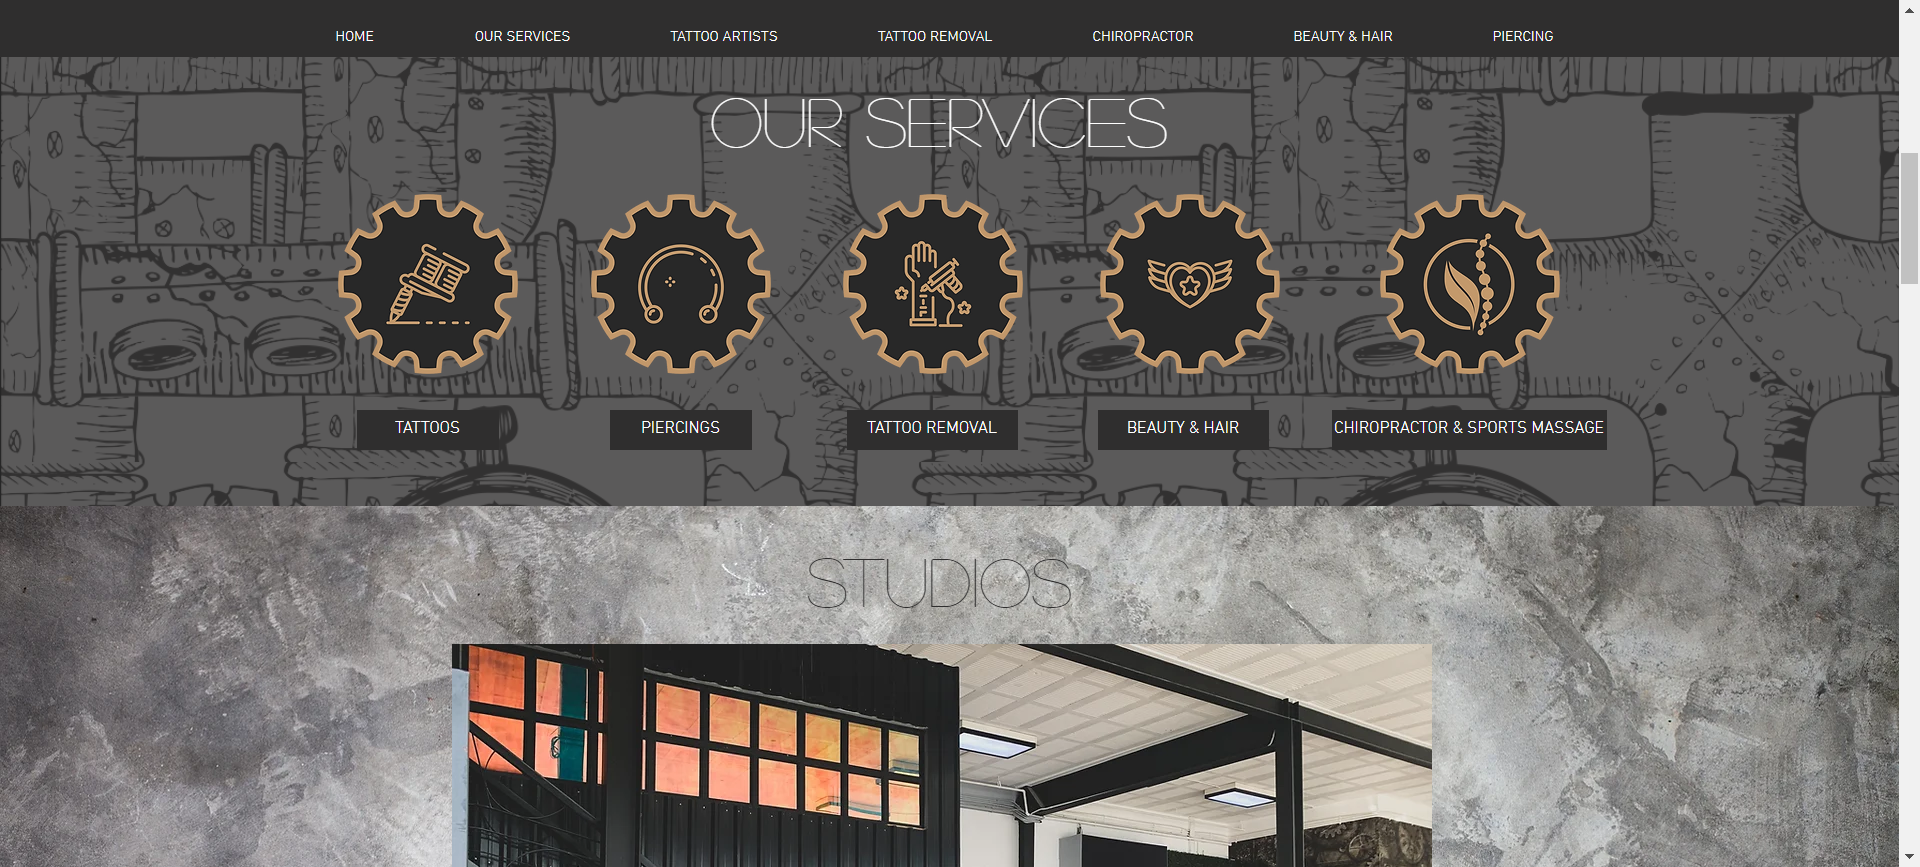 HOME
OUR SERVICES
TATTOO ARTISTS
TATTOO REMOVAL
CHIROPRACTOR
BEAUTY & HAIR
PIERCING
OUR SERVICES
TATTOOS
PIERCINGS
TATTOO REMOVAL
BEAUTY & HAIR
CHIROPRACTOR & SPORTS MASSAGE
STUDIOS